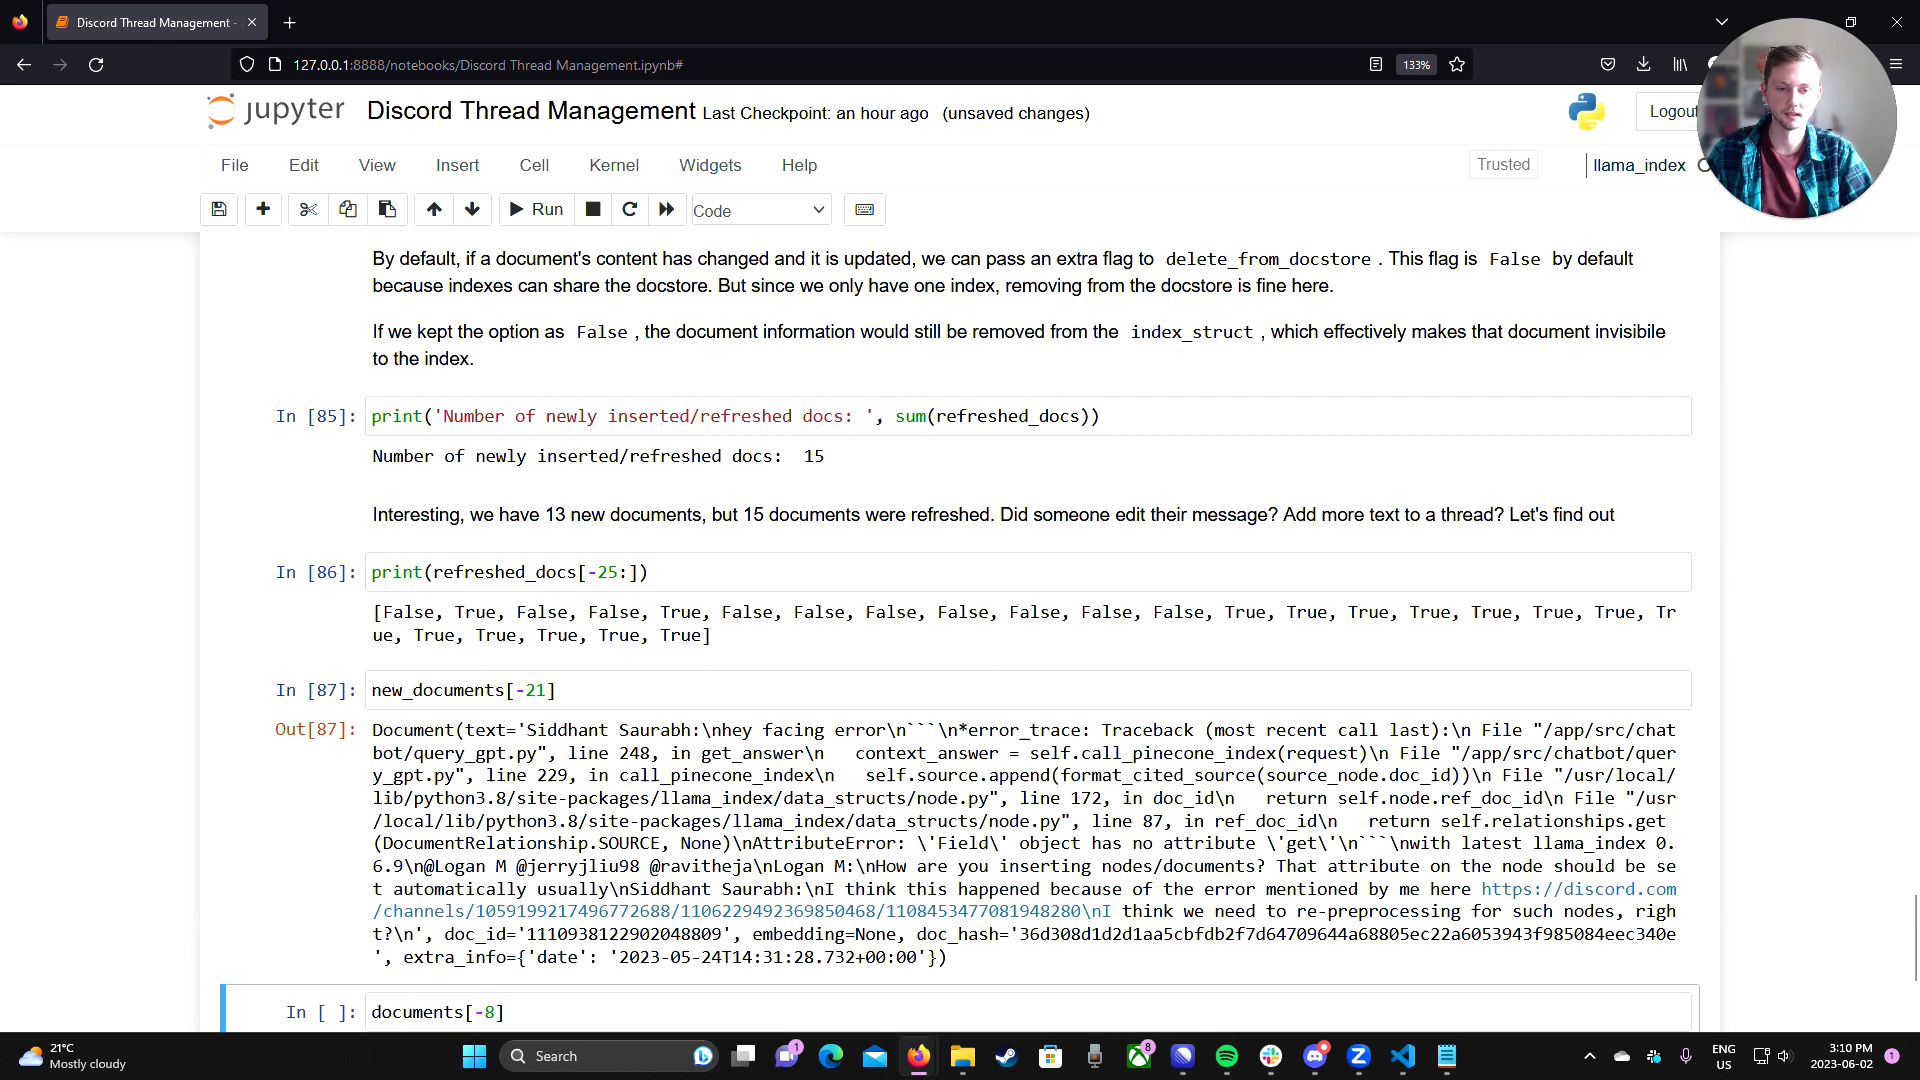 Discord Thread Management -
127.0.0.1:8888/notebooks/Discord Thread Management.ipynb#
133%
jupyter Discord Thread Management Last Checkpoint: an hour ago (unsaved changes)
Logout
File Edit View Insert Cell Kernel Widgets Help
Trusted
llama_index
Run
Code
By default, if a document's content has changed and it is updated, we can pass an extra flag to delete_from_docstore . This flag is False by default
because indexes can share the docstore. But since we only have one index, removing from the docstore is fine here.
If we kept the option as False , the document information would still be removed from the index_struct , which effectively makes that document invisibile
to the index.
In [85]: print('Number of newly inserted/refreshed docs: ', sum(refreshed_docs))
Number of newly inserted/refreshed docs:  15
Interesting, we have 13 new documents, but 15 documents were refreshed. Did someone edit their message? Add more text to a thread? Let's find out
In [86]: print(refreshed_docs[-25:])
[False, True, False, False, True, False, False, False, False, False, False, False, True, True, True, True, True, True, True, Tr
ue, True, True, True, True, True]
In [87]: new_documents[-21]
Out[87]: Document(text='Siddhant Saurabh:\nhey facing error\n```\n*error_trace: Traceback (most recent call last):\n File "/app/src/chat
bot/query_gpt.py", line 248, in get_answer\n   context_answer = self.call_pinecone_index(request)\n File "/app/src/chatbot/quer
y_gpt.py", line 229, in call_pinecone_index\n   self.source.append(format_cited_source(source_node.doc_id))\n File "/usr/local/
lib/python3.8/site-packages/llama_index/data_structs/node.py", line 172, in doc_id\n   return self.node.ref_doc_id\n File "/usr
/local/lib/python3.8/site-packages/llama_index/data_structs/node.py", line 87, in ref_doc_id\n   return self.relationships.get
(DocumentRelationship.SOURCE, None)\nAttributeError: \'Field\' object has no attribute \'get\'\n```\nwith latest llama_index 0.
6.9\n@Logan M @jerryjliu98 @ravitheja\nLogan M:\nHow are you inserting nodes/documents? That attribute on the node should be se
t automatically usually\nSiddhant Saurabh:\nI think this happened because of the error mentioned by me here https://discord.com
/channels/1059199217496772688/1106229492369850468/1108453477081948280\nI think we need to re-preprocessing for such nodes, righ
t?\n', doc_id='1110938122902048809', embedding=None, doc_hash='36d308d1d2d1aa5cbfdb2f7d64709644a68805ec22a6053943f985084eec340e
', extra_info={'date': '2023-05-24T14:31:28.732+00:00'})
In [ ]: documents[-8]
21°C
Mostly cloudy
Search
1
8
ENG
US
3:10 PM
2023-06-02
1